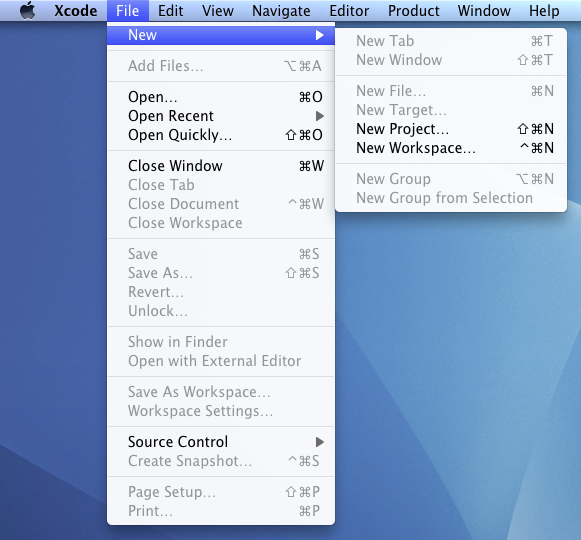 Xcode File Edit View Navigate Editor Product Window Help
New
Add Files... ⌥⌘A
Open... ⌘O
Open Recent
Open Quickly... ⇧⌘O
Close Window ⌘W
Close Tab
Close Document ^⌘W
Close Workspace
Save ⌘S
Save As... ⇧⌘S
Revert...
Unlock...
Show in Finder
Open with External Editor
Save As Workspace...
Workspace Settings...
Source Control
Create Snapshot... ^⌘S
Page Setup... ⇧⌘P
Print... ⌘P
New Tab ⌘T
New Window ⇧⌘T
New File... ⌘N
New Target...
New Project... ⇧⌘N
New Workspace... ^⌘N
New Group ⌥⌘N
New Group from Selection